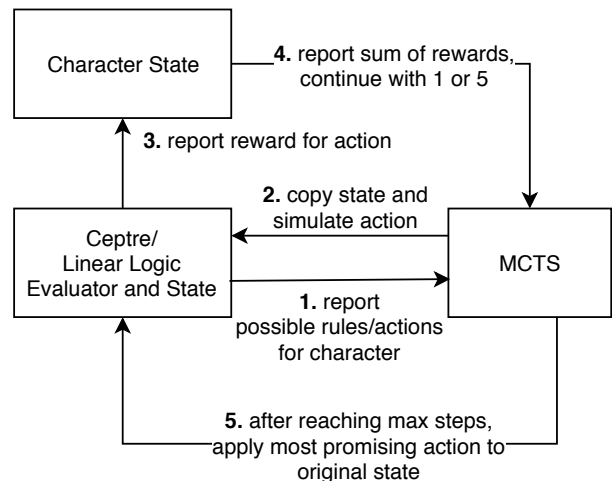 Character State
4. report sum of rewards,
continue with 1 or 5
3. report reward for action
2. copy state and
simulate action
Ceptre/
Linear Logic
Evaluator and State
MCTS
1. report
possible rules/actions
for character
5. after reaching max steps,
apply most promising action to
original state